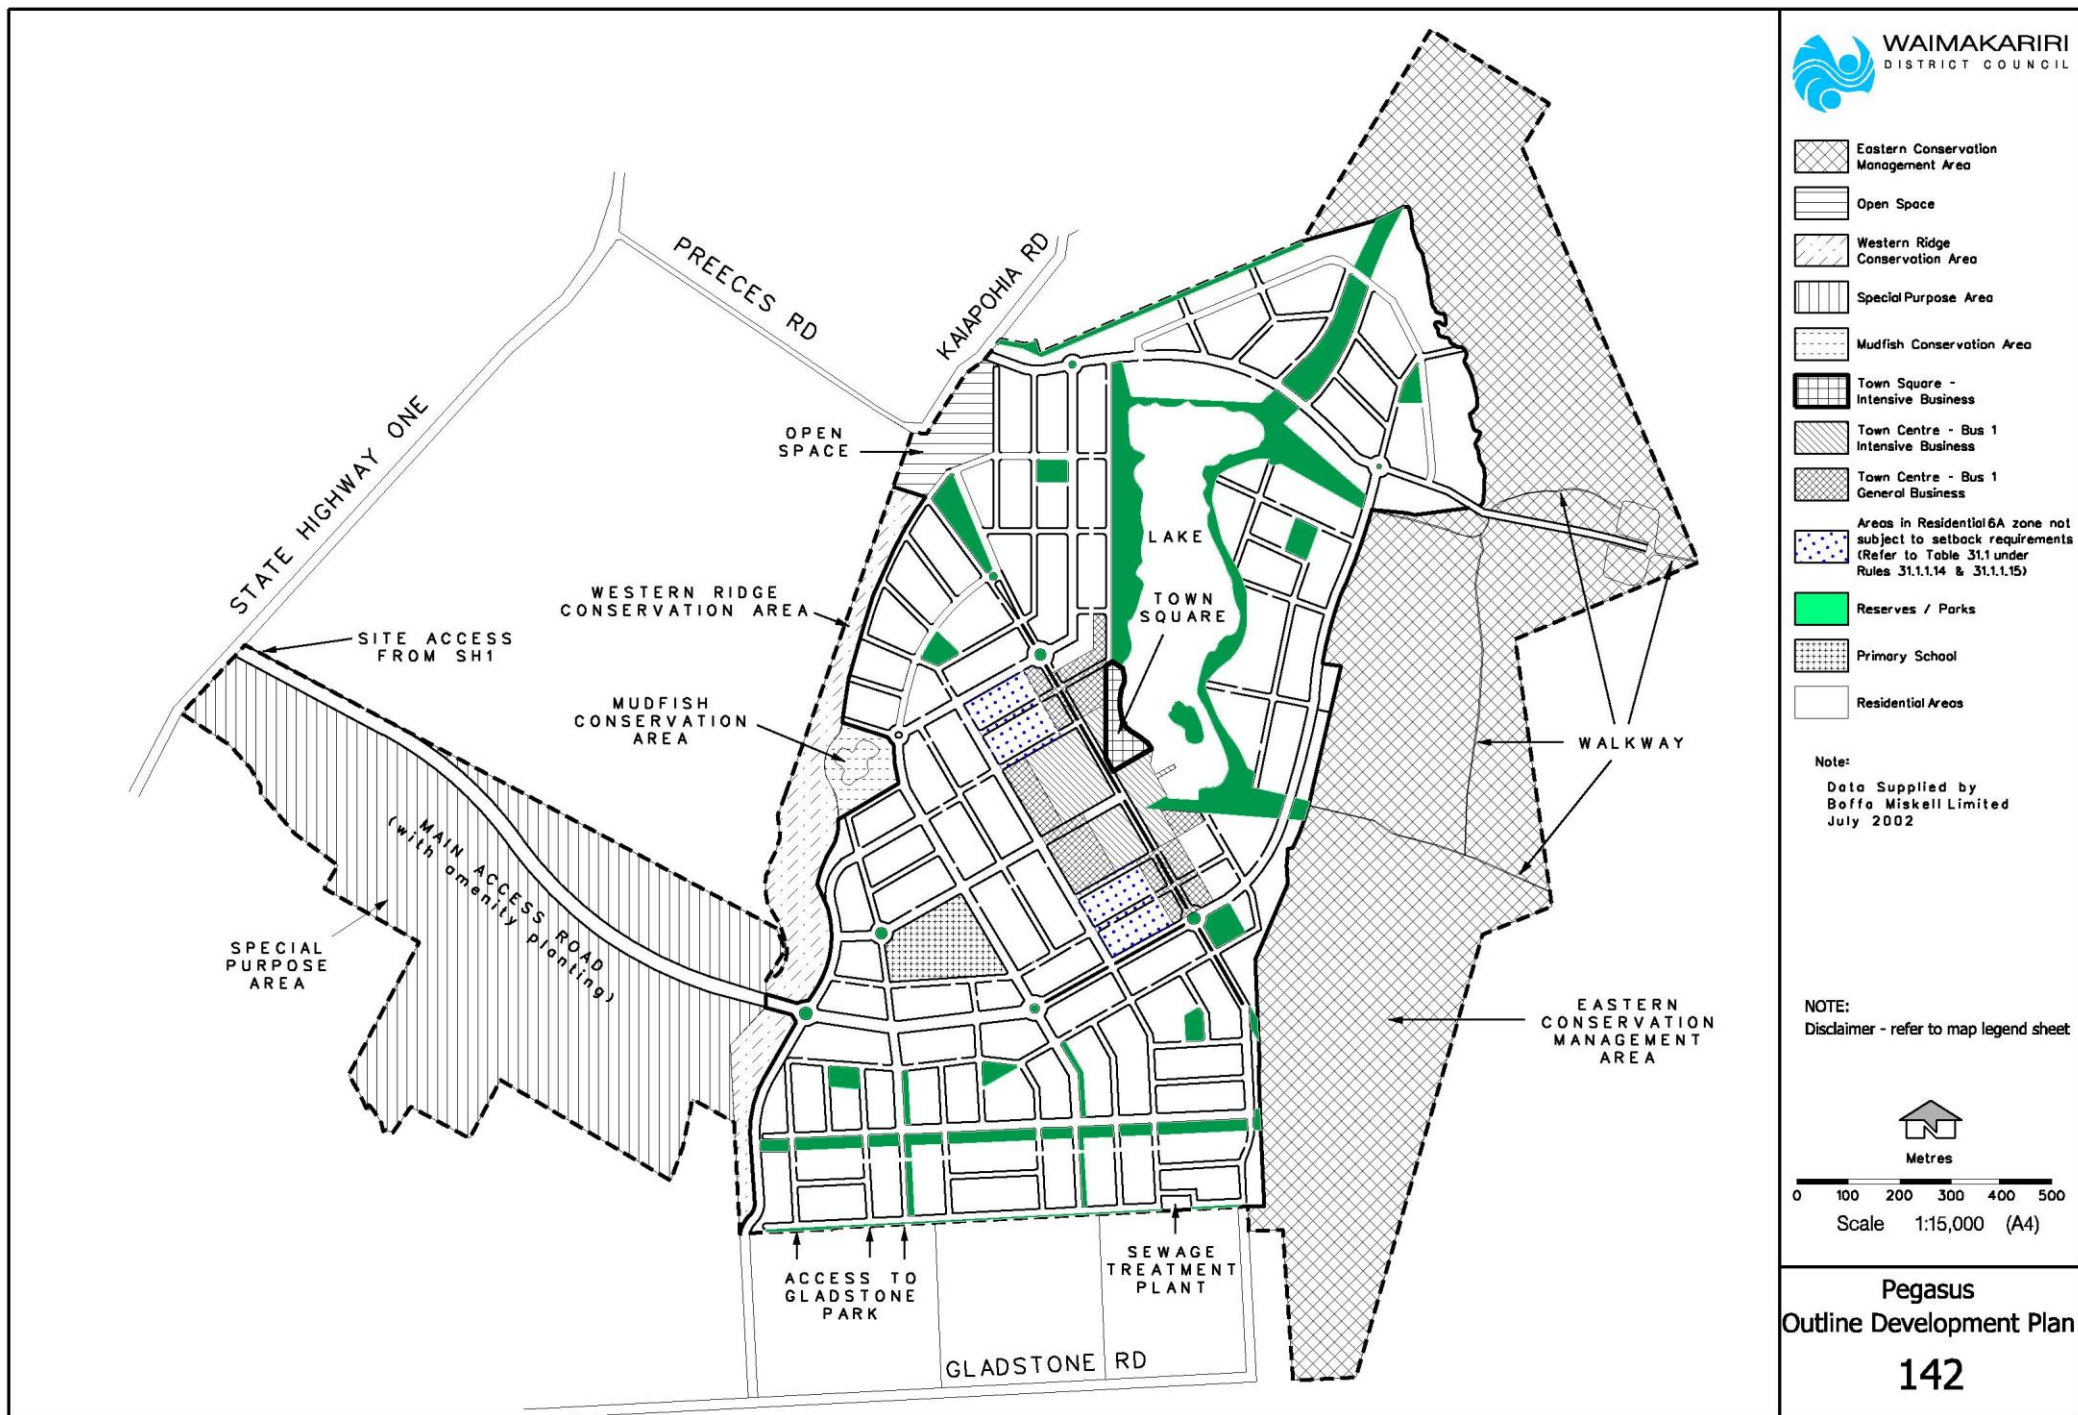 PREECES RD
KAIAPOHIA RD
STATE HIGHWAY ONE
OPEN
SPACE
LAKE
WESTERN RIDGE
CONSERVATION AREA
TOWN
SQUARE
SITE ACCESS
FROM SH1
MUDFISH
CONSERVATION
AREA
WALKWAY
MAIN ACCESS ROAD
(with amenity planting)
SPECIAL
PURPOSE
AREA
EASTERN
CONSERVATION
MANAGEMENT
AREA
ACCESS TO
GLADSTONE
PARK
SEWAGE
TREATMENT
PLANT
GLADSTONE RD
WAIMAKARIRI
DISTRICT COUNCIL
Eastern Conservation
Management Area
Open Space
Western Ridge
Conservation Area
Special Purpose Area
Mudfish Conservation Area
Town Square -
Intensive Business
Town Centre - Bus 1
Intensive Business
Town Centre - Bus 1
General Business
Areas in Residential 6A zone not
subject to setback requirements
(Refer to Table 31.1 under
Rules 31.1.1.14 & 31.1.1.15)
Reserves / Parks
Primary School
Residential Areas
Note:
Data Supplied by
Boffa Miskell Limited
July 2002
NOTE:
Disclaimer - refer to map legend sheet
N
Metres
0 100 200 300 400 500
Scale 1:15,000 (A4)
Pegasus
Outline Development Plan
142